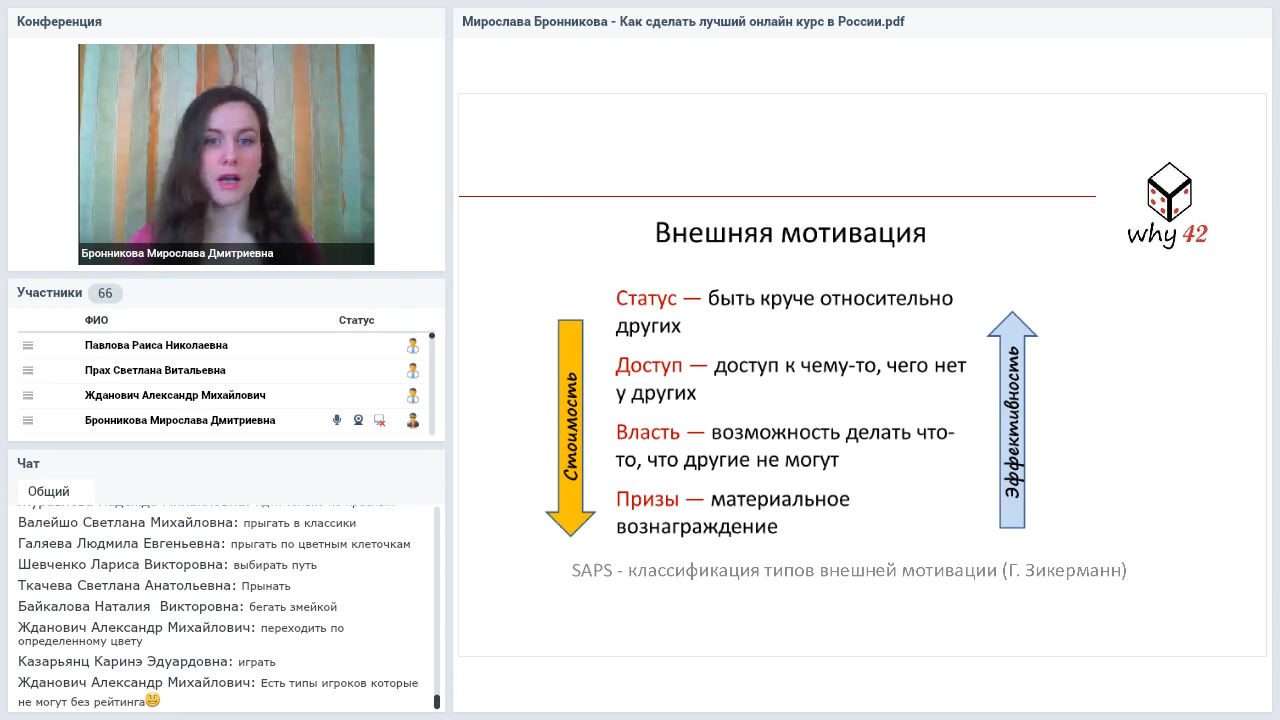 Конференция
Бронникова Мирослава Дмитриевна
Участники 66
ФИО Статус
Павлова Раиса Николаевна
Прах Светлана Витальевна
Жданович Александр Михайлович
Бронникова Мирослава Дмитриевна
Чат
Общий
Валейшо Светлана Михайловна: прыгать в классики
Галяева Людмила Евгеньевна: прыгать по цветным клеточкам
Шевченко Лариса Викторовна: выбирать путь
Ткачева Светлана Анатольевна: Прынать
Байкалова Наталия Викторовна: бегать змейкой
Жданович Александр Михайлович: переходить по
определенному цвету
Казарьянц Каринэ Эдуардовна: играть
Жданович Александр Михайлович: Есть типы игроков которые
не могут без рейтинга
Мирослава Бронникова - Как сделать лучший онлайн курс в России.pdf
why 42
Внешняя мотивация
Статус — быть круче относительно
других
Доступ — доступ к чему-то, чего нет
у других
Власть — возможность делать что-
то, что другие не могут
Призы — материальное
вознаграждение
Стоимость
Эффективность
SAPS - классификация типов внешней мотивации (Г. Зикерманн)